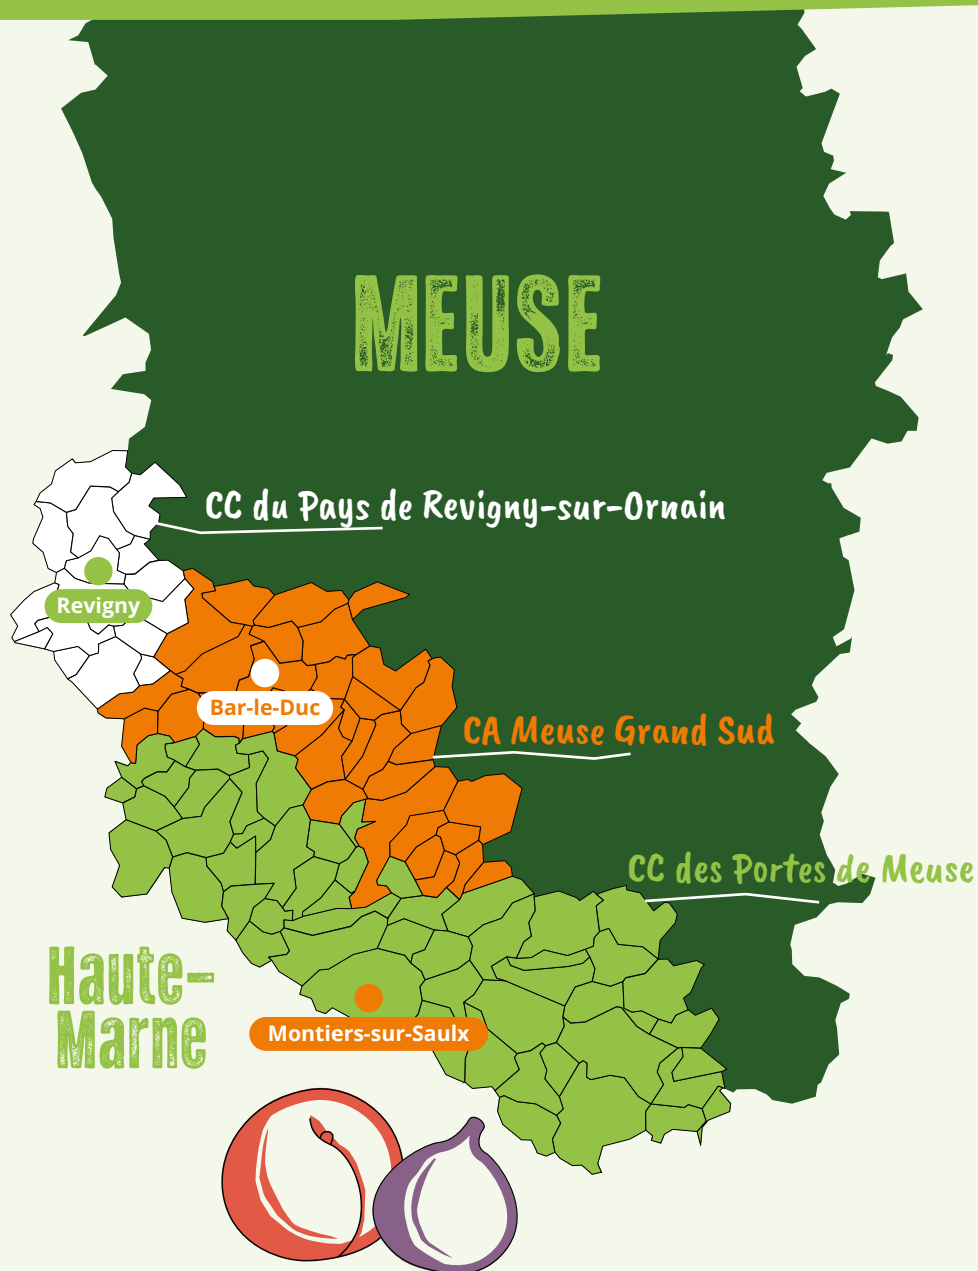 MEUSE
CC du Pays de Revigny-sur-Ornain
Revigny
Bar-le-Duc
CA Meuse Grand Sud
CC des Portes de Meuse
Haute-
Marne
Montiers-sur-Saulx